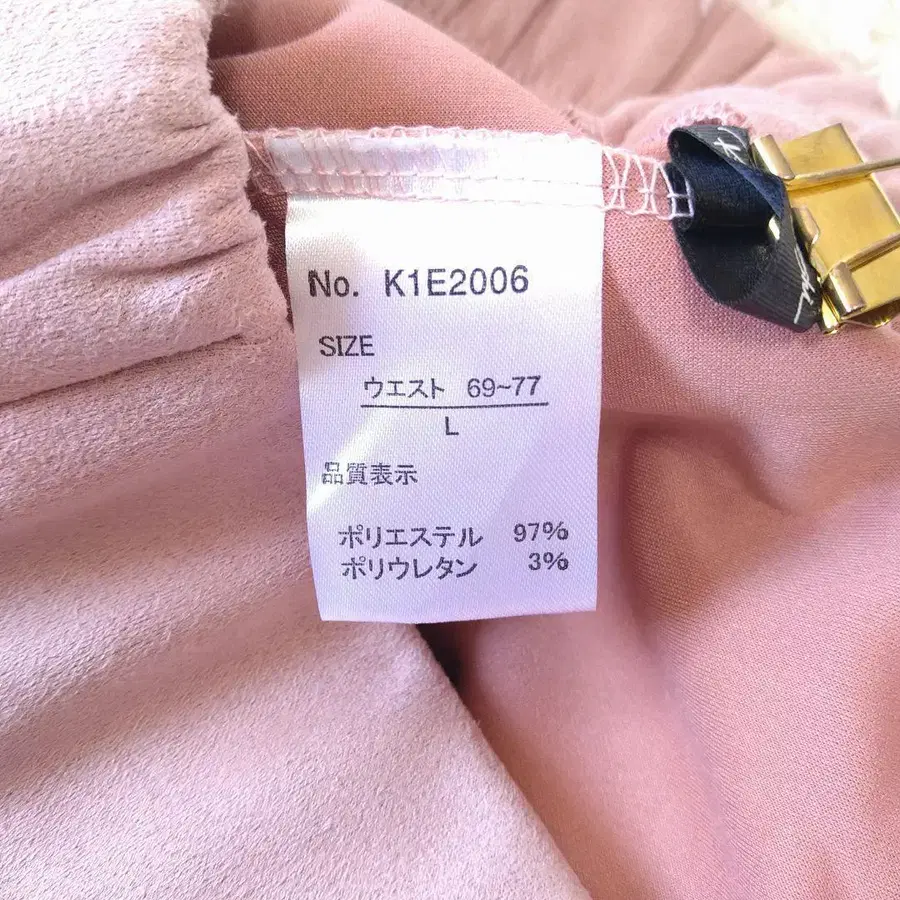 No. K1E2006
SIZE
ウエスト 69~77
L
品質表示
ポリエステル 97%
ポリウレタン 3%